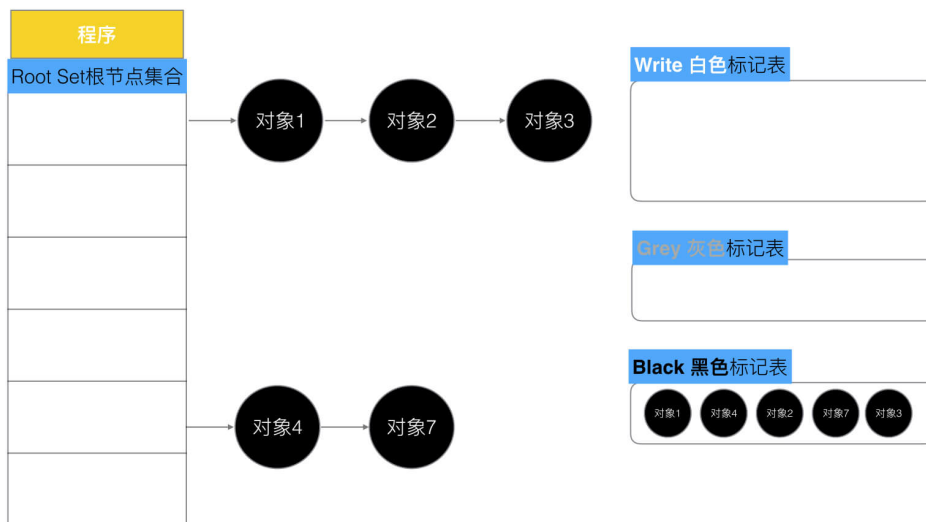 程序
Root Set根节点集合
对象1
对象2
对象3
对象4
对象7
Write 白色标记表
Grey 灰色标记表
Black 黑色标记表
对象1 对象4 对象2 对象7 对象3